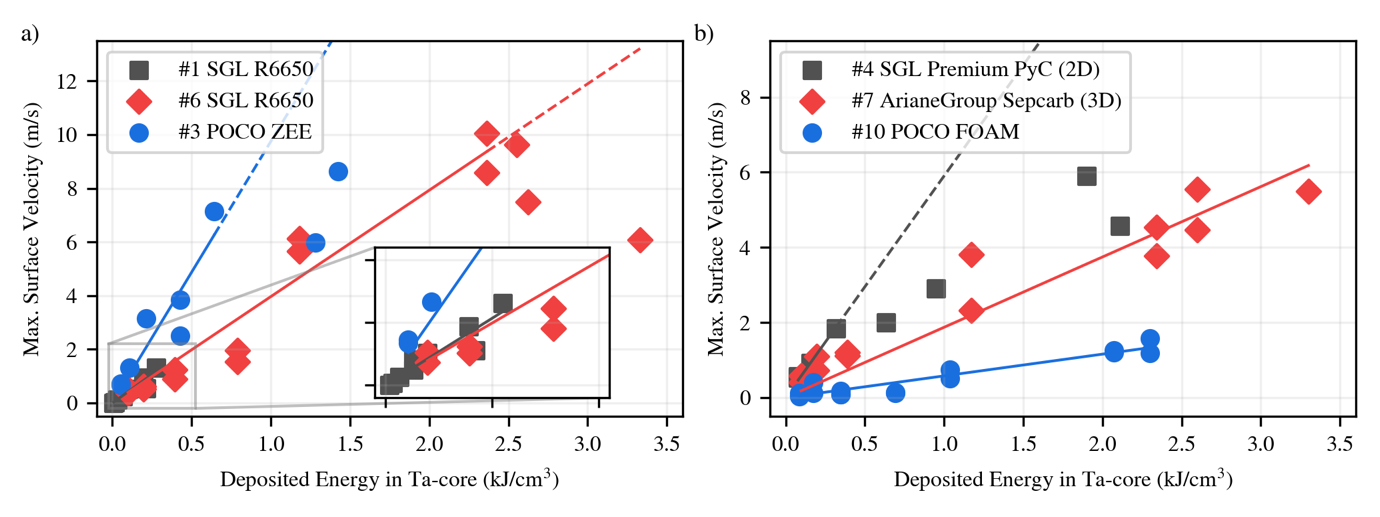 a)
#1 SGL R6650
#6 SGL R6650
#3 POCO ZEE
Max. Surface Velocity (m/s)
12
10
8
6
4
2
0
0.0 0.5 1.0 1.5 2.0 2.5 3.0 3.5
Deposited Energy in Ta-core (kJ/cm³)
b)
#4 SGL Premium PyC (2D)
#7 ArianeGroup Sepcarb (3D)
#10 POCO FOAM
Max. Surface Velocity (m/s)
8
6
4
2
0
0.0 0.5 1.0 1.5 2.0 2.5 3.0 3.5
Deposited Energy in Ta-core (kJ/cm³)